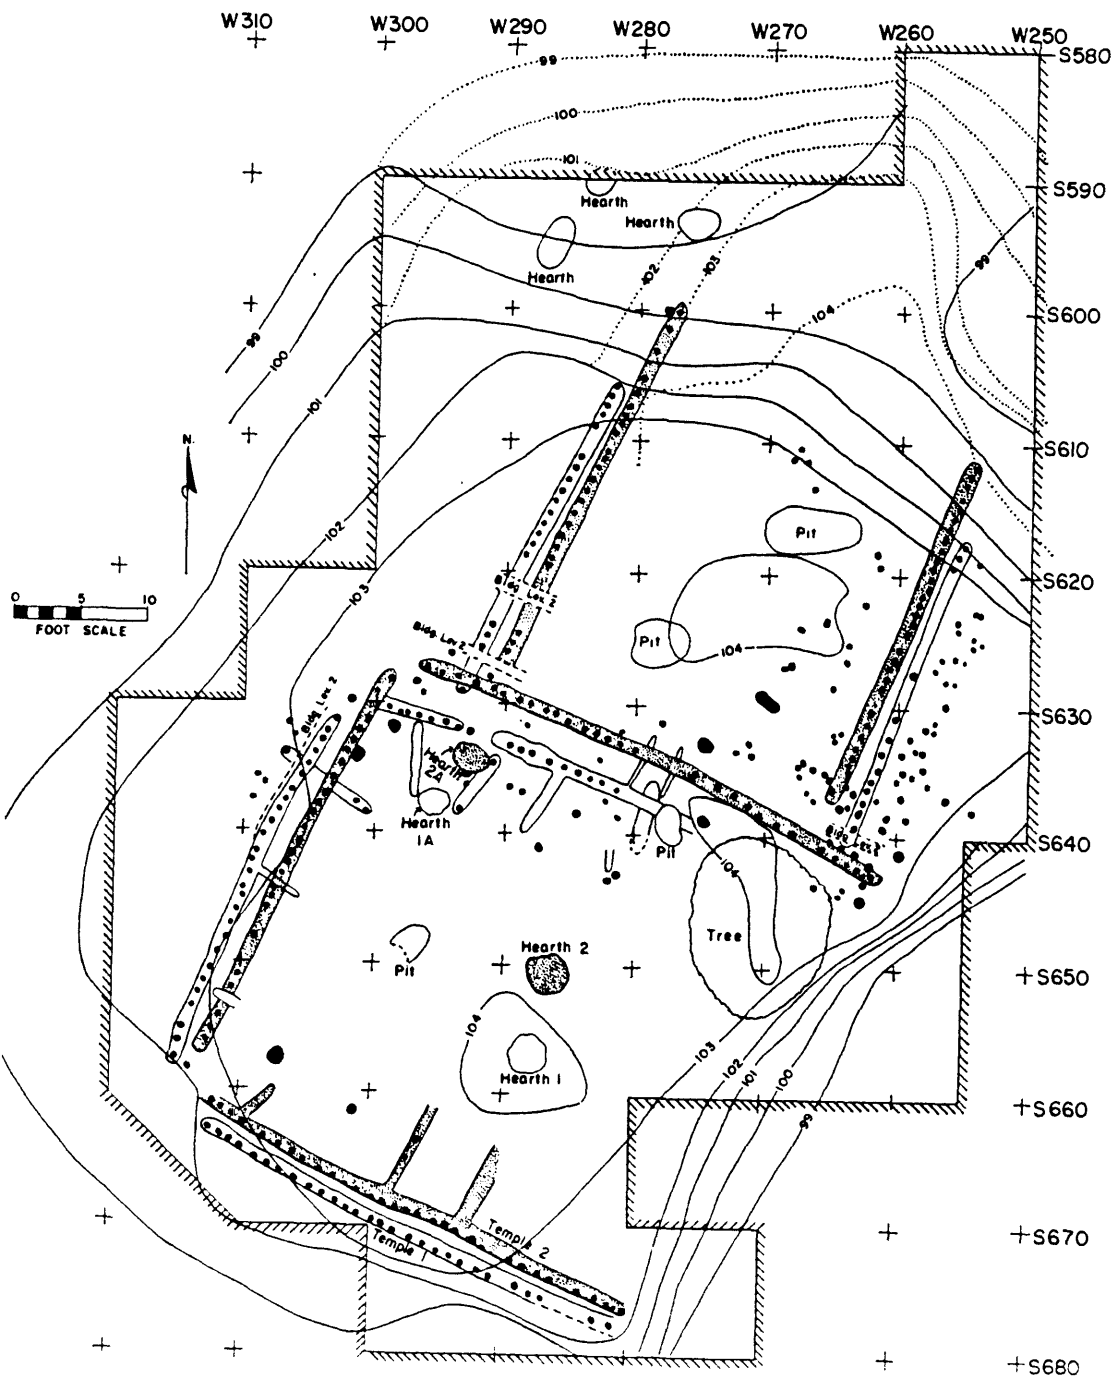 W310
W300
W290
W280
W270
W260
W250
S580
99
100
101
S590
Hearth
Hearth
Hearth
102
103
99
104
S600
99
100
101
N.
S610
102
Pit
0 5 10
FOOT SCALE
103
Bldg. Lev. 2
S620
Bldg. Lev. 2
Pit
104
Bldg. Lev. 2
S630
Hearth
2A
Hearth
1A
Pit
S640
104
Tree
Pit
Hearth 2
S650
104
103
102
101
100
99
Hearth 1
S660
Temple 2
Temple 1
S670
S680